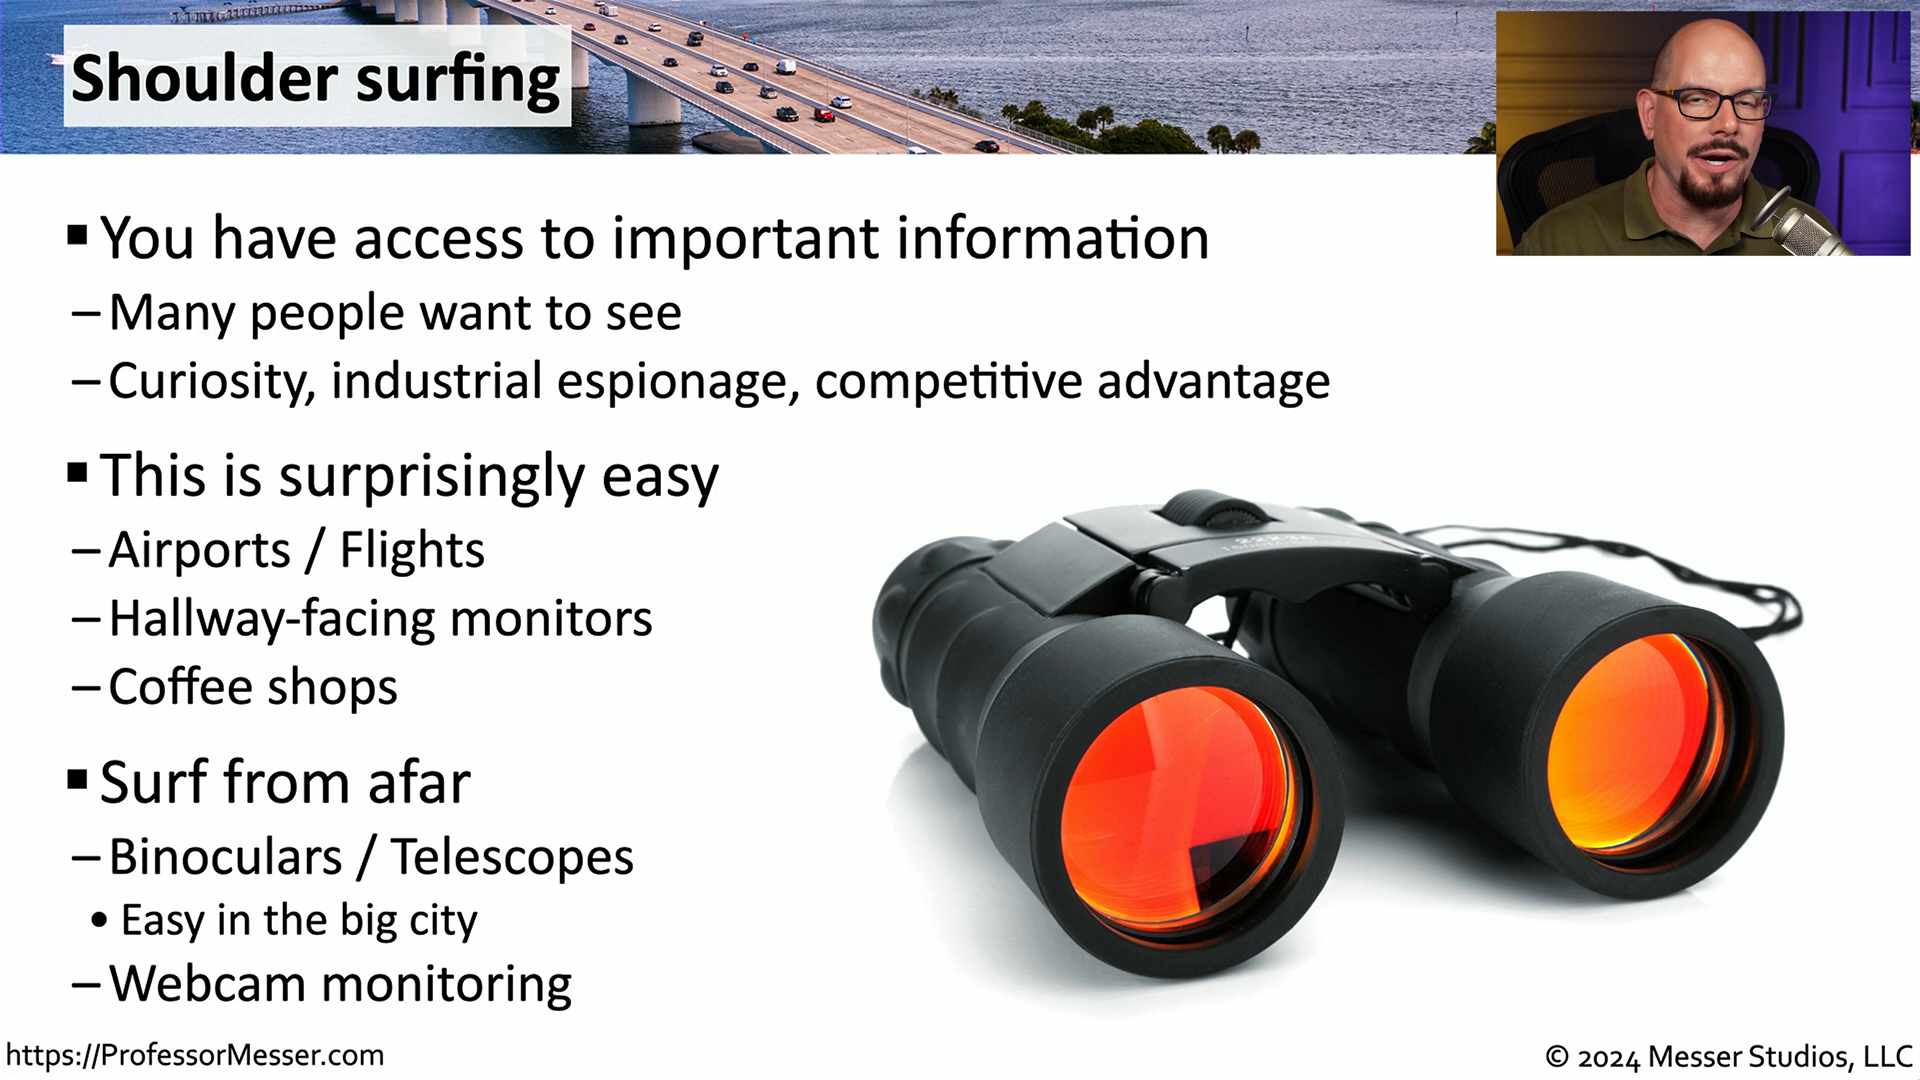 Shoulder surfing
▪ You have access to important information
– Many people want to see
– Curiosity, industrial espionage, competitive advantage
▪ This is surprisingly easy
– Airports / Flights
– Hallway-facing monitors
– Coffee shops
▪ Surf from afar
– Binoculars / Telescopes
• Easy in the big city
– Webcam monitoring
https://ProfessorMesser.com
© 2024 Messer Studios, LLC